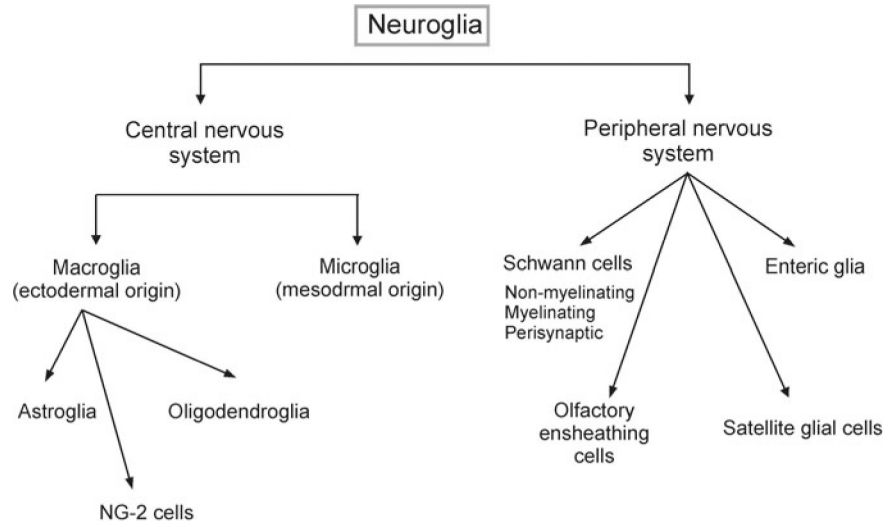 Neuroglia
Central nervous
system
Peripheral nervous
system
Macroglia
(ectodermal origin)
Microglia
(mesodrmal origin)
Schwann cells
Non-myelinating
Myelinating
Perisynaptic
Enteric glia
Astroglia
Oligodendroglia
NG-2 cells
Olfactory
ensheathing
cells
Satellite glial cells